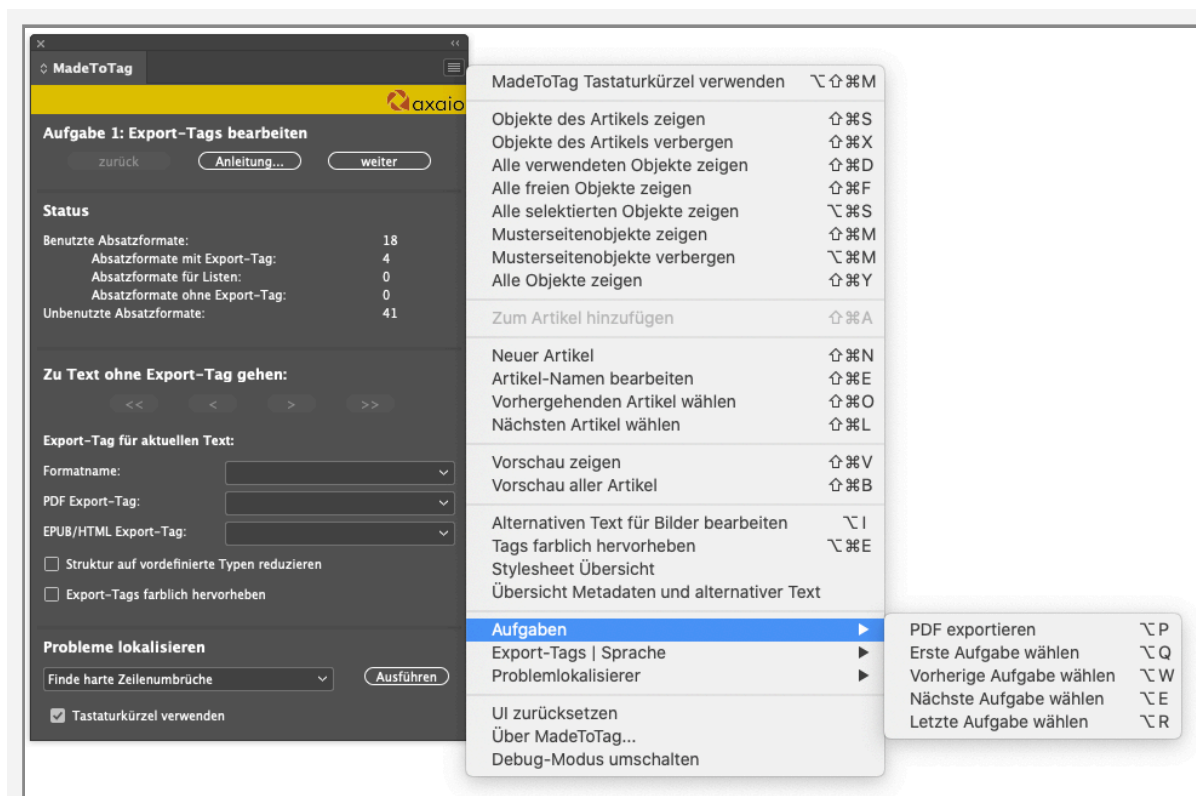 MadeToTag
axaio
Aufgabe 1: Export-Tags bearbeiten
zurück Anleitung... weiter
Status
Benutzte Absatzformate: 18
Absatzformate mit Export-Tag: 4
Absatzformate für Listen: 0
Absatzformate ohne Export-Tag: 0
Unbenutzte Absatzformate: 41
Zu Text ohne Export-Tag gehen:
<< < > >>
Export-Tag für aktuellen Text:
Formatname:
PDF Export-Tag:
EPUB/HTML Export-Tag:
Struktur auf vordefinierte Typen reduzieren
Export-Tags farblich hervorheben
Probleme lokalisieren
Finde harte Zeilenumbrüche Ausführen
Tastaturkürzel verwenden
MadeToTag Tastaturkürzel verwenden ⌥⇧⌘M
Objekte des Artikels zeigen ⇧⌘S
Objekte des Artikels verbergen ⇧⌘X
Alle verwendeten Objekte zeigen ⇧⌘D
Alle freien Objekte zeigen ⇧⌘F
Alle selektierten Objekte zeigen ⌥⌘S
Musterseitenobjekte zeigen ⇧⌘M
Musterseitenobjekte verbergen ⌥⌘M
Alle Objekte zeigen ⇧⌘Y
Zum Artikel hinzufügen ⇧⌘A
Neuer Artikel ⇧⌘N
Artikel-Namen bearbeiten ⇧⌘E
Vorhergehenden Artikel wählen ⇧⌘O
Nächsten Artikel wählen ⇧⌘L
Vorschau zeigen ⇧⌘V
Vorschau aller Artikel ⇧⌘B
Alternativen Text für Bilder bearbeiten ⌥I
Tags farblich hervorheben ⌥⌘E
Stylesheet Übersicht
Übersicht Metadaten und alternativer Text
Aufgaben
Export-Tags | Sprache
Problemlokalisierer
UI zurücksetzen
Über MadeToTag...
Debug-Modus umschalten
PDF exportieren ⌥P
Erste Aufgabe wählen ⌥Q
Vorherige Aufgabe wählen ⌥W
Nächste Aufgabe wählen ⌥E
Letzte Aufgabe wählen ⌥R